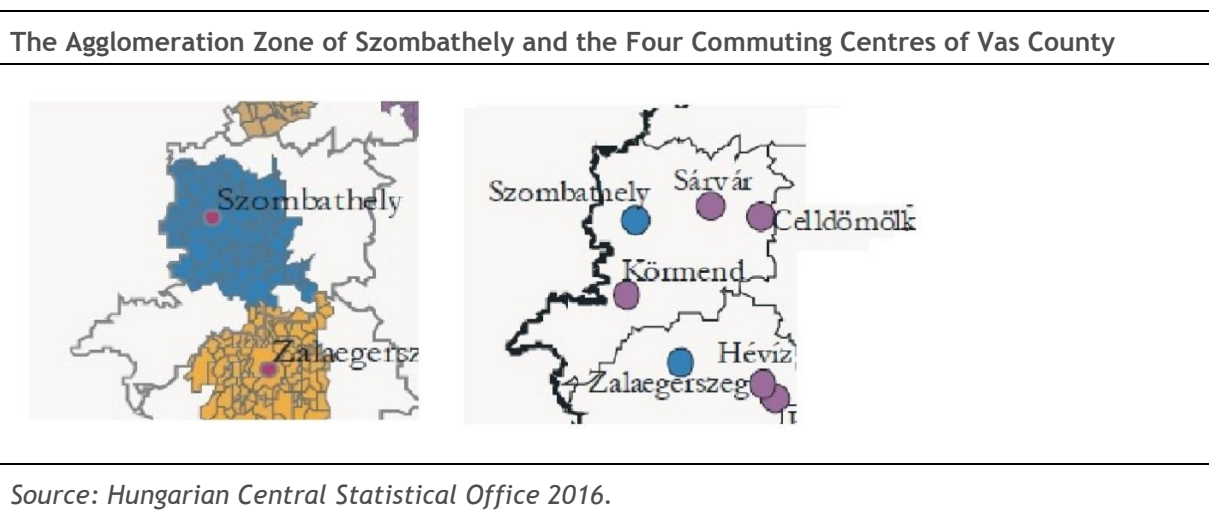 The Agglomeration Zone of Szombathely and the Four Commuting Centres of Vas County
Szombathely
Zalaegersz
Szombathely
Sárvár
Celldömölk
Körmend
Hévíz
Zalaegerszeg
Source: Hungarian Central Statistical Office 2016.